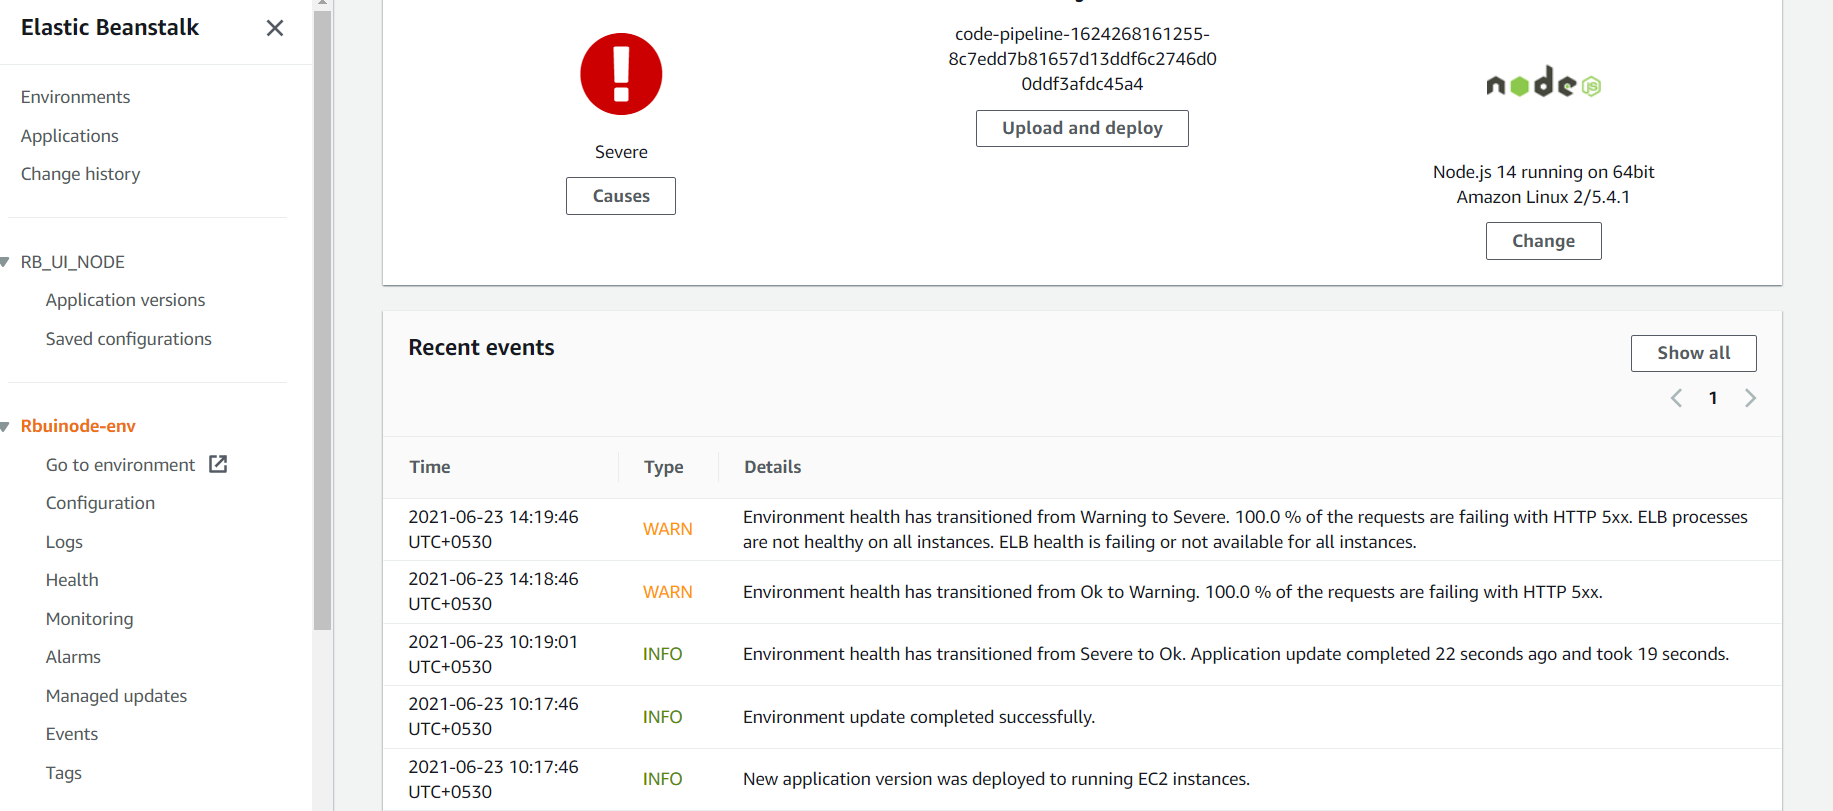 Elastic Beanstalk
Environments
Applications
Change history
RB_UI_NODE
Application versions
Saved configurations
Rbuinode-env
Go to environment
Configuration
Logs
Health
Monitoring
Alarms
Managed updates
Events
Tags
Severe
Causes
code-pipeline-1624268161255-
8c7edd7b81657d13ddf6c2746d0
0ddf3afdc45a4
Upload and deploy
node JS
Node.js 14 running on 64bit
Amazon Linux 2/5.4.1
Change
Recent events
Show all
1
Time Type Details
2021-06-23 14:19:46
UTC+0530
WARN
Environment health has transitioned from Warning to Severe. 100.0 % of the requests are failing with HTTP 5xx. ELB processes
are not healthy on all instances. ELB health is failing or not available for all instances.
2021-06-23 14:18:46
UTC+0530
WARN
Environment health has transitioned from Ok to Warning. 100.0 % of the requests are failing with HTTP 5xx.
2021-06-23 10:19:01
UTC+0530
INFO
Environment health has transitioned from Severe to Ok. Application update completed 22 seconds ago and took 19 seconds.
2021-06-23 10:17:46
UTC+0530
INFO
Environment update completed successfully.
2021-06-23 10:17:46
UTC+0530
INFO
New application version was deployed to running EC2 instances.